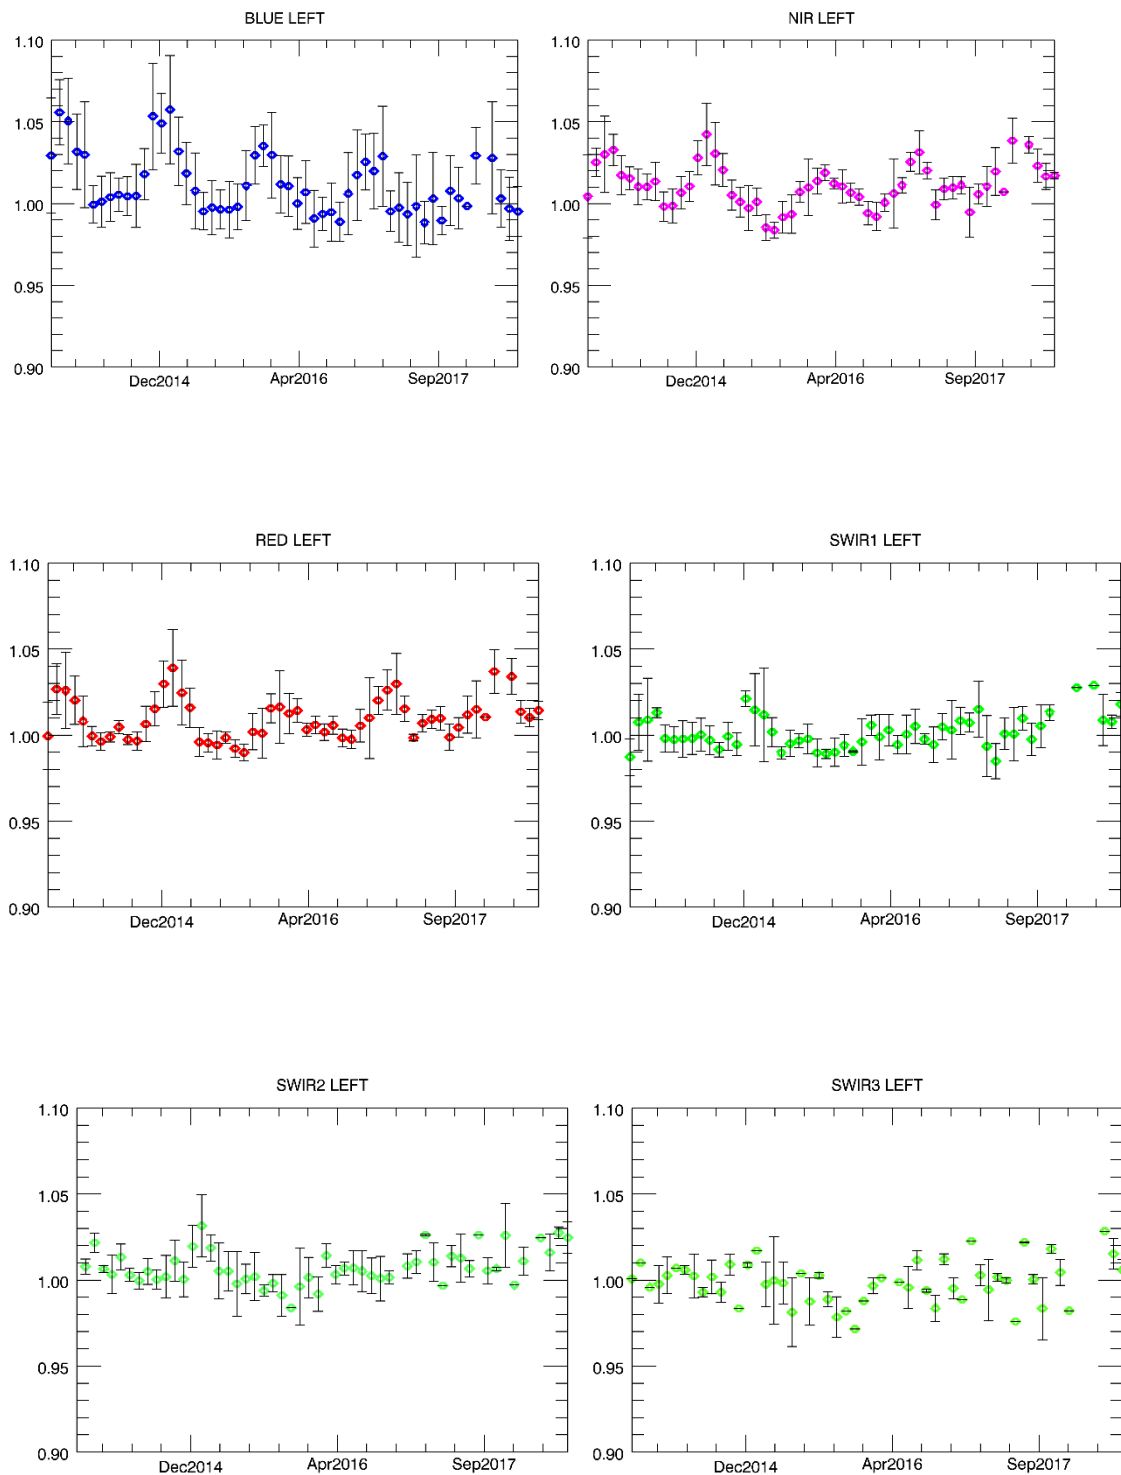 BLUE LEFT
1.10
1.05
1.00
0.95
0.90
Dec2014 Apr2016 Sep2017
NIR LEFT
1.10
1.05
1.00
0.95
0.90
Dec2014 Apr2016 Sep2017
RED LEFT
1.10
1.05
1.00
0.95
0.90
Dec2014 Apr2016 Sep2017
SWIR1 LEFT
1.10
1.05
1.00
0.95
0.90
Dec2014 Apr2016 Sep2017
SWIR2 LEFT
1.10
1.05
1.00
0.95
0.90
Dec2014 Apr2016 Sep2017
SWIR3 LEFT
1.10
1.05
1.00
0.95
0.90
Dec2014 Apr2016 Sep2017